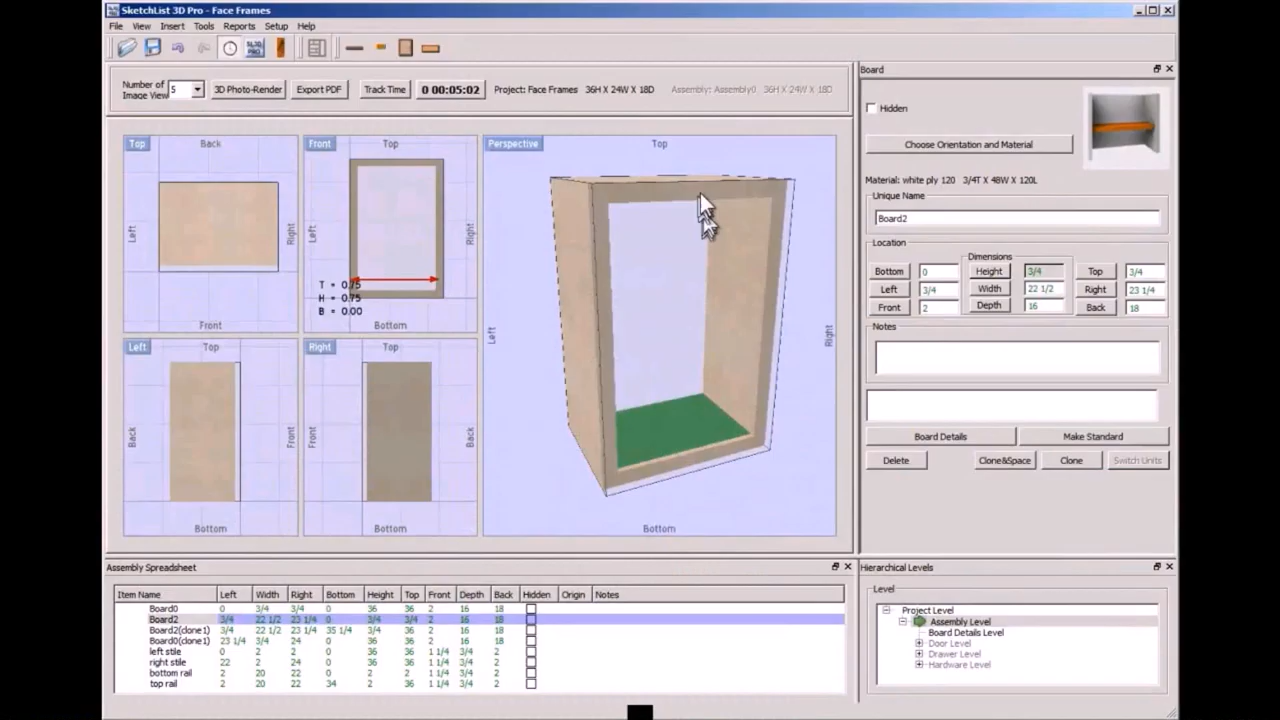 SketchList 3D Pro - Face Frames
File View Insert Tools Reports Setup Help
SL3D PRO
Number of Image View 5 3D Photo-Render Export PDF Track Time 0 00:05:02 Project: Face Frames 36H X 24W X 18D Assembly: Assembly0 36H X 24W X 18D
Top Back Left Right Front
Front Top Left Right Bottom
T = 0.75
H = 0.75
B = 0.00
Perspective Top Left Right Bottom
Left Top Back Front Bottom
Right Top Front Back Bottom
Board
Hidden
Choose Orientation and Material
Material: white ply 120 3/4T X 48W X 120L
Unique Name
Board2
Location Dimensions
Bottom 0 Height 3/4 Top 3/4
Left 3/4 Width 22 1/2 Right 23 1/4
Front 2 Depth 16 Back 18
Notes
Board Details Make Standard
Delete Clone&Space Clone Switch Units
Assembly Spreadsheet
Item Name Left Width Right Bottom Height Top Front Depth Back Hidden Origin Notes
Board0 0 3/4 3/4 0 36 36 2 16 18
Board2 3/4 22 1/2 23 1/4 0 3/4 3/4 2 16 18
Board2(clone1) 3/4 22 1/2 23 1/4 35 1/4 3/4 36 2 16 18
Board0(clone1) 23 1/4 3/4 24 0 36 36 2 16 18
left stile 0 2 2 0 36 36 1 1/4 3/4 2
right stile 22 2 24 0 36 36 1 1/4 3/4 2
bottom rail 2 20 22 0 2 2 1 1/4 3/4 2
top rail 2 20 22 34 2 36 1 1/4 3/4 2
Hierarchical Levels
Level
Project Level
Assembly Level
Board Details Level
Door Level
Drawer Level
Hardware Level